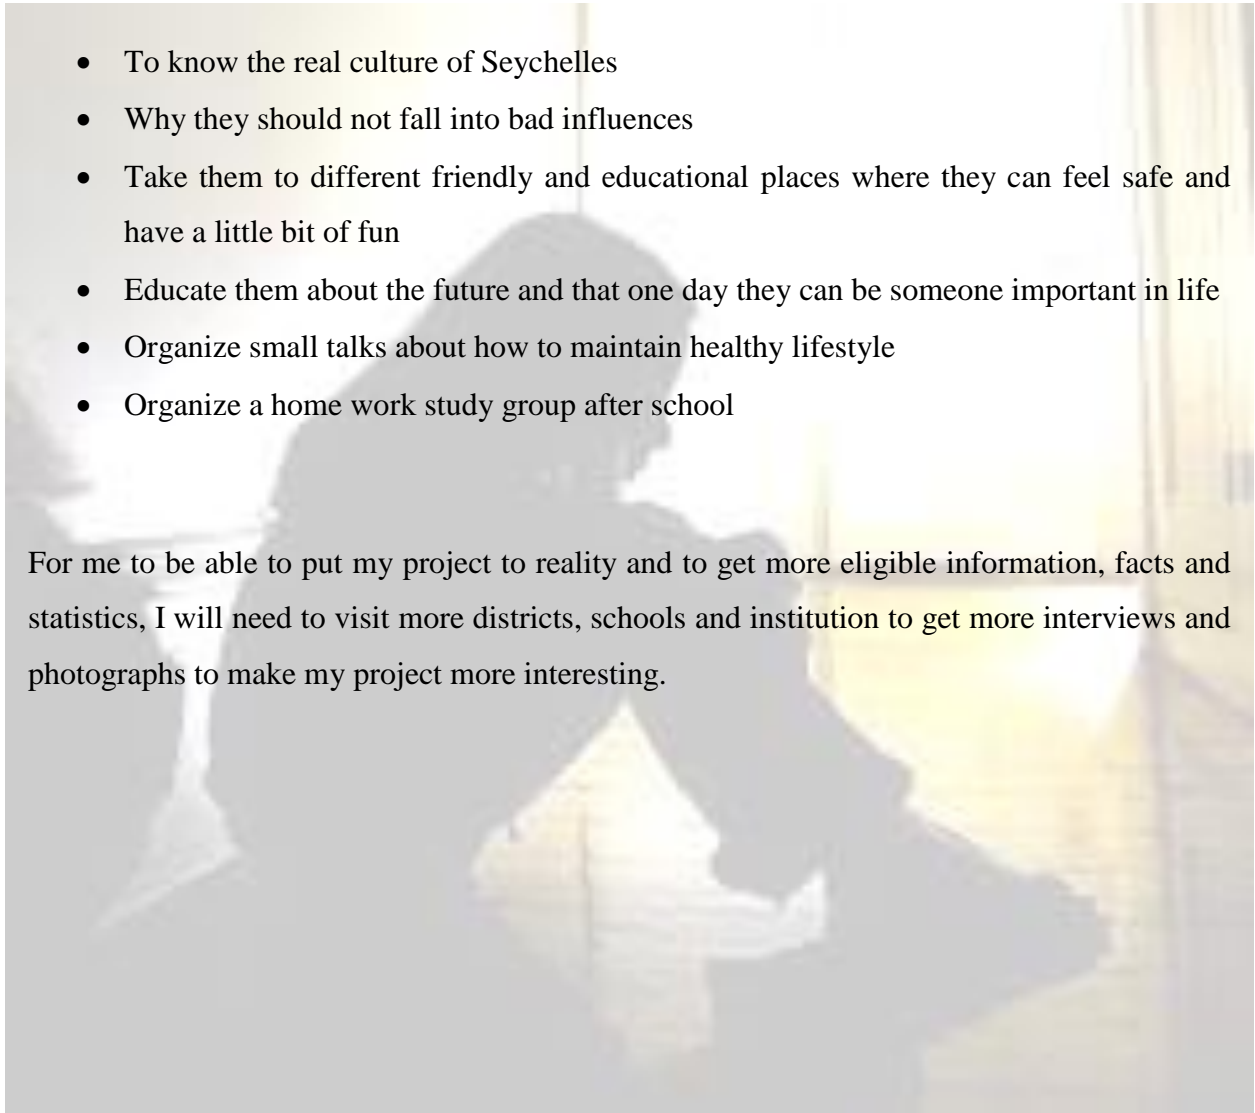 • To know the real culture of Seychelles
• Why they should not fall into bad influences
• Take them to different friendly and educational places where they can feel safe and
have a little bit of fun
• Educate them about the future and that one day they can be someone important in life
• Organize small talks about how to maintain healthy lifestyle
• Organize a home work study group after school
For me to be able to put my project to reality and to get more eligible information, facts and
statistics, I will need to visit more districts, schools and institution to get more interviews and
photographs to make my project more interesting.